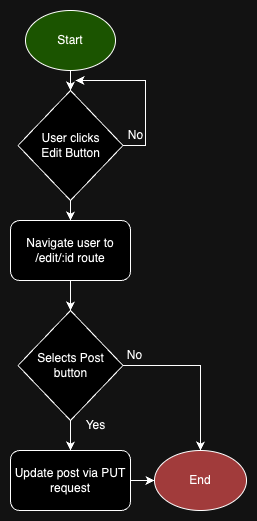 Start
User clicks
Edit Button
No
Navigate user to
/edit/:id route
Selects Post
button
No
Yes
Update post via PUT
request
End